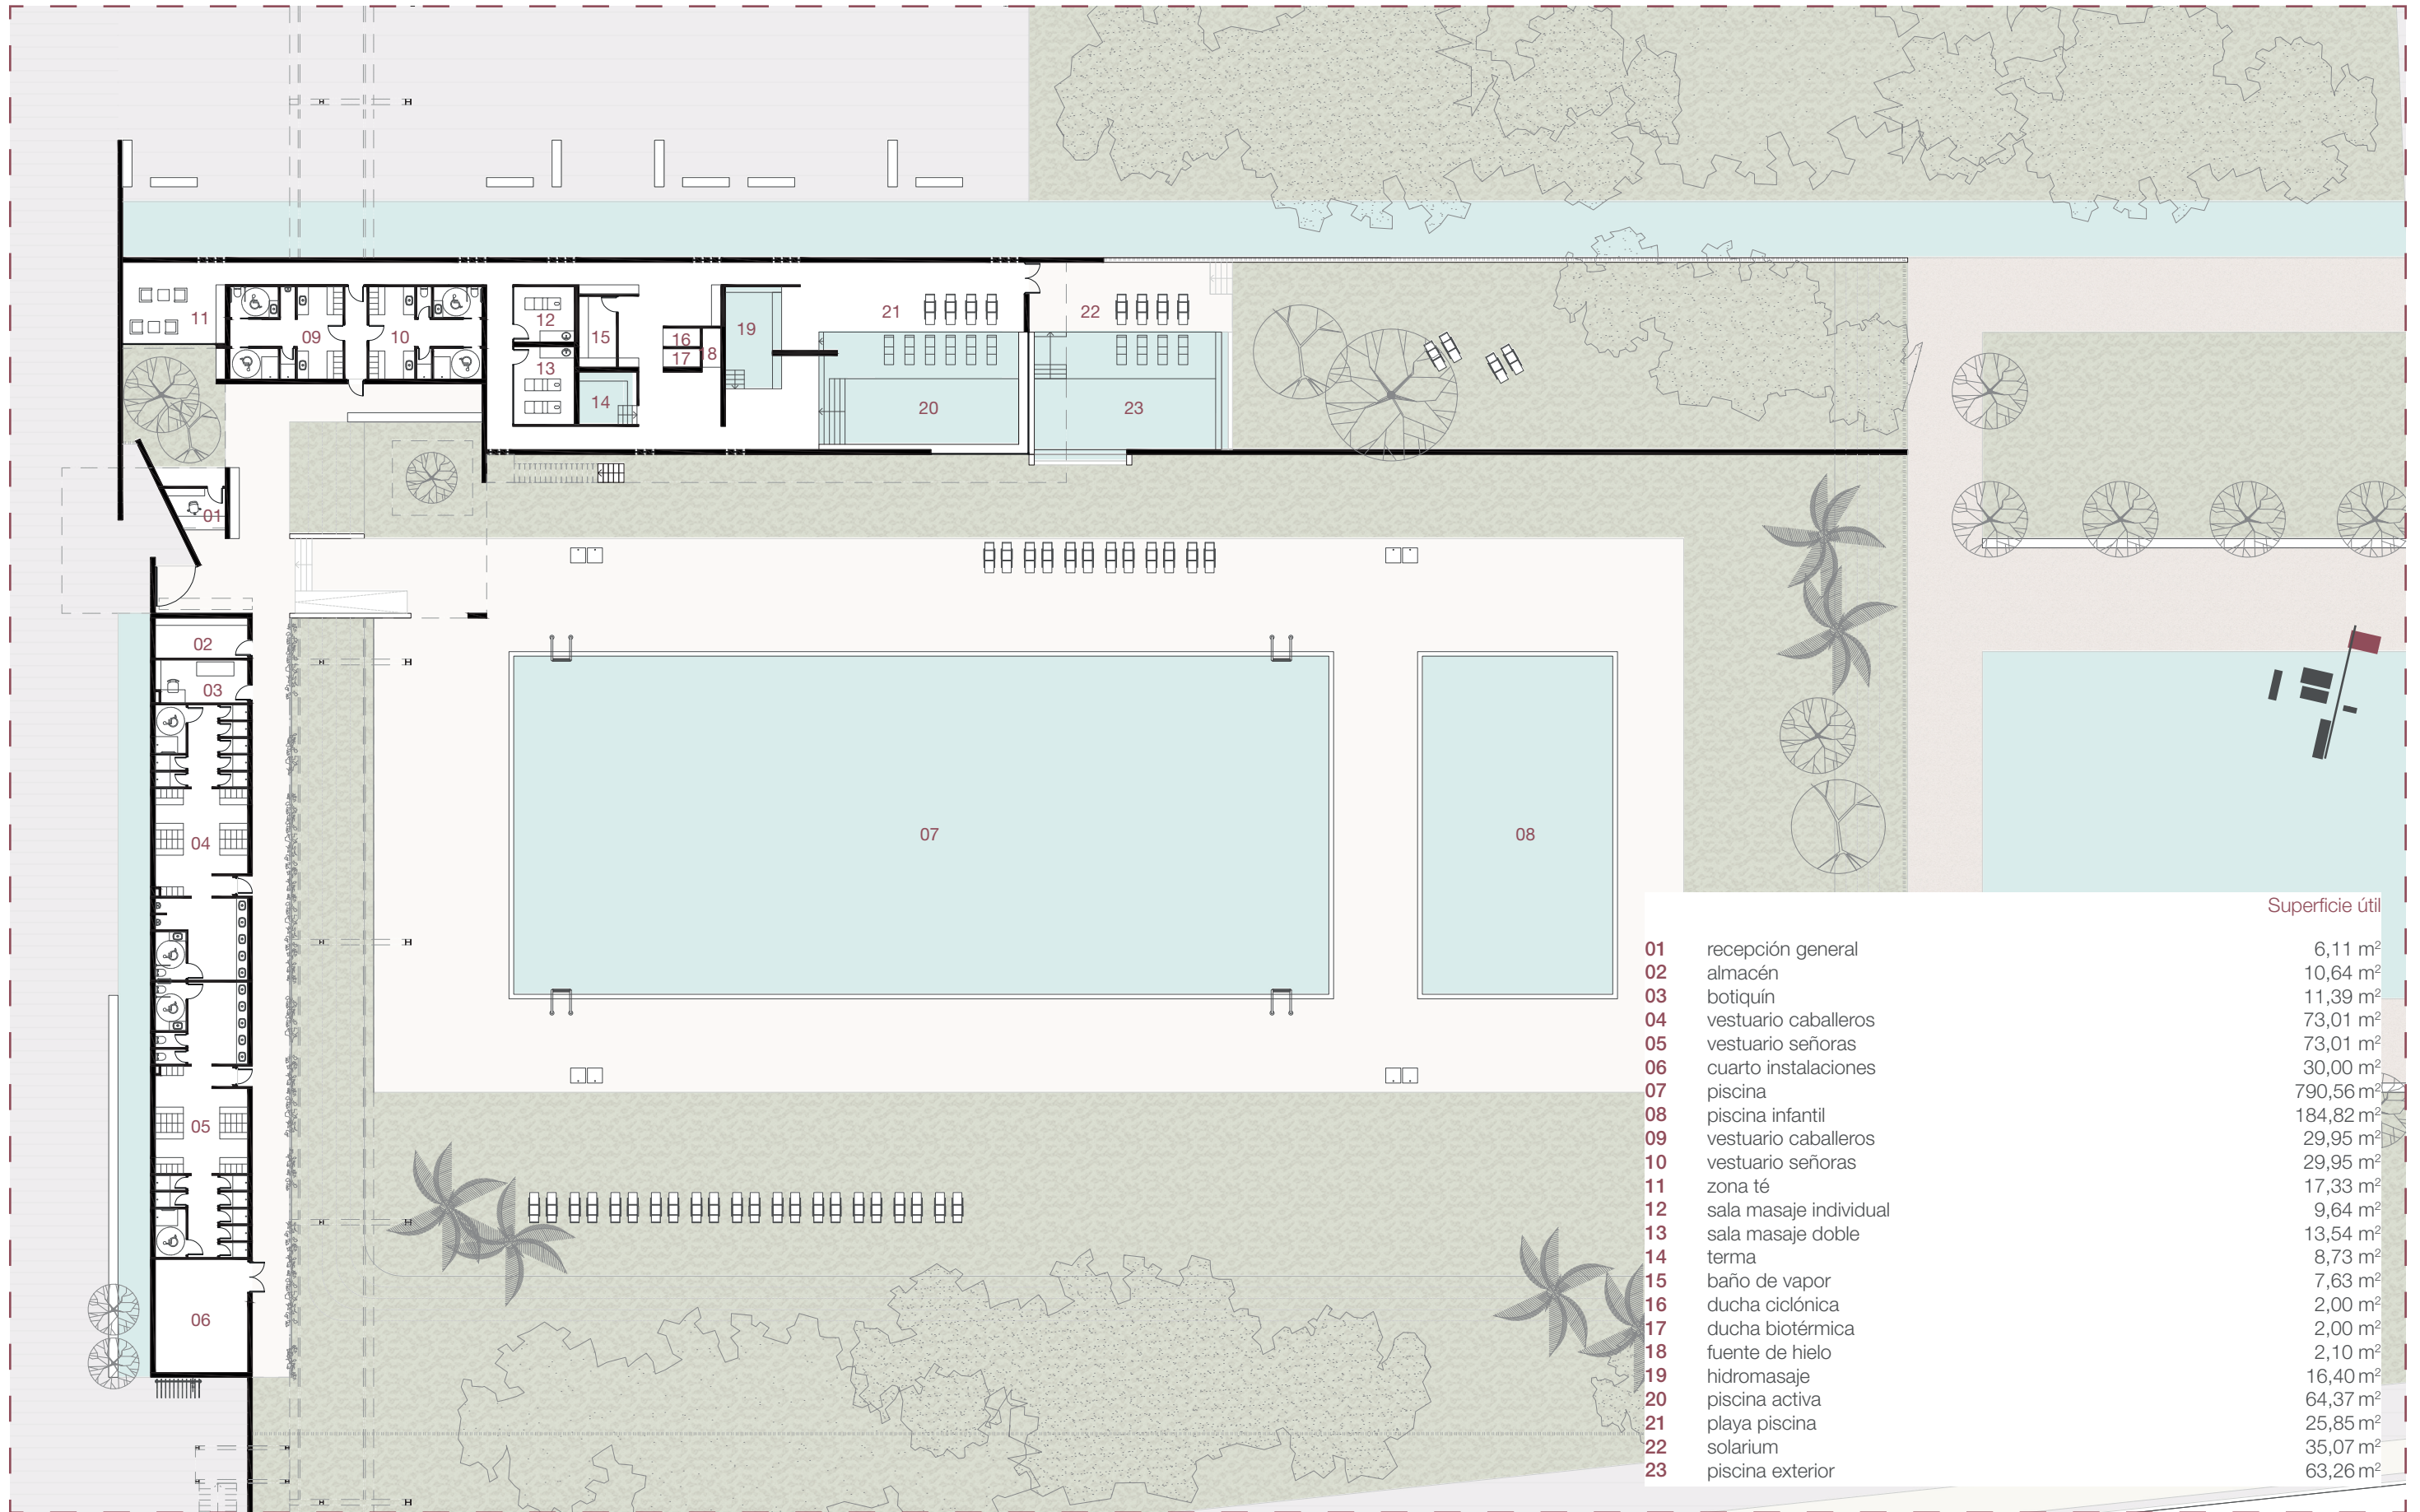 11
09
10
12
13
15
14
16
17
18
19
21
20
22
23
01
02
03
04
05
06
07
08
Superficie útil
01 recepción general 6,11 m²
02 almacén 10,64 m²
03 botiquín 11,39 m²
04 vestuario caballeros 73,01 m²
05 vestuario señoras 73,01 m²
06 cuarto instalaciones 30,00 m²
07 piscina 790,56 m²
08 piscina infantil 184,82 m²
09 vestuario caballeros 29,95 m²
10 vestuario señoras 29,95 m²
11 zona té 17,33 m²
12 sala masaje individual 9,64 m²
13 sala masaje doble 13,54 m²
14 terma 8,73 m²
15 baño de vapor 7,63 m²
16 ducha ciclónica 2,00 m²
17 ducha biotérmica 2,00 m²
18 fuente de hielo 2,10 m²
19 hidromasaje 16,40 m²
20 piscina activa 64,37 m²
21 playa piscina 25,85 m²
22 solarium 35,07 m²
23 piscina exterior 63,26 m²